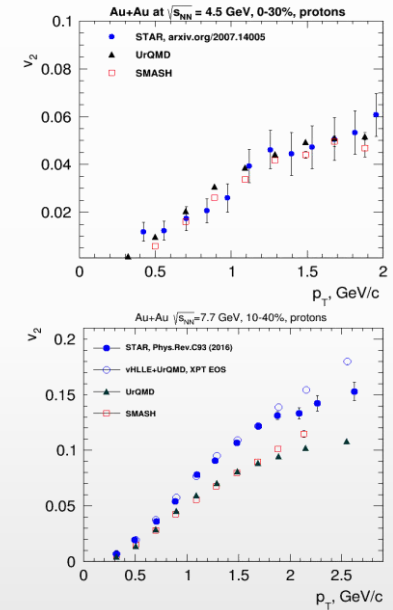 Au+Au at √sNN = 4.5 GeV, 0-30%, protons
v2
0.1
STAR, arxiv.org/2007.14005
UrQMD
SMASH
0.08
0.06
0.04
0.02
0 0.5 1 1.5 2
pT, GeV/c
Au+Au √sNN=7.7 GeV, 10-40%, protons
v2
0.2
STAR, Phys.Rev.C93 (2016)
vHLLE+UrQMD, XPT EOS
UrQMD
SMASH
0.15
0.1
0.05
0
0 0.5 1 1.5 2 2.5
pT, GeV/c